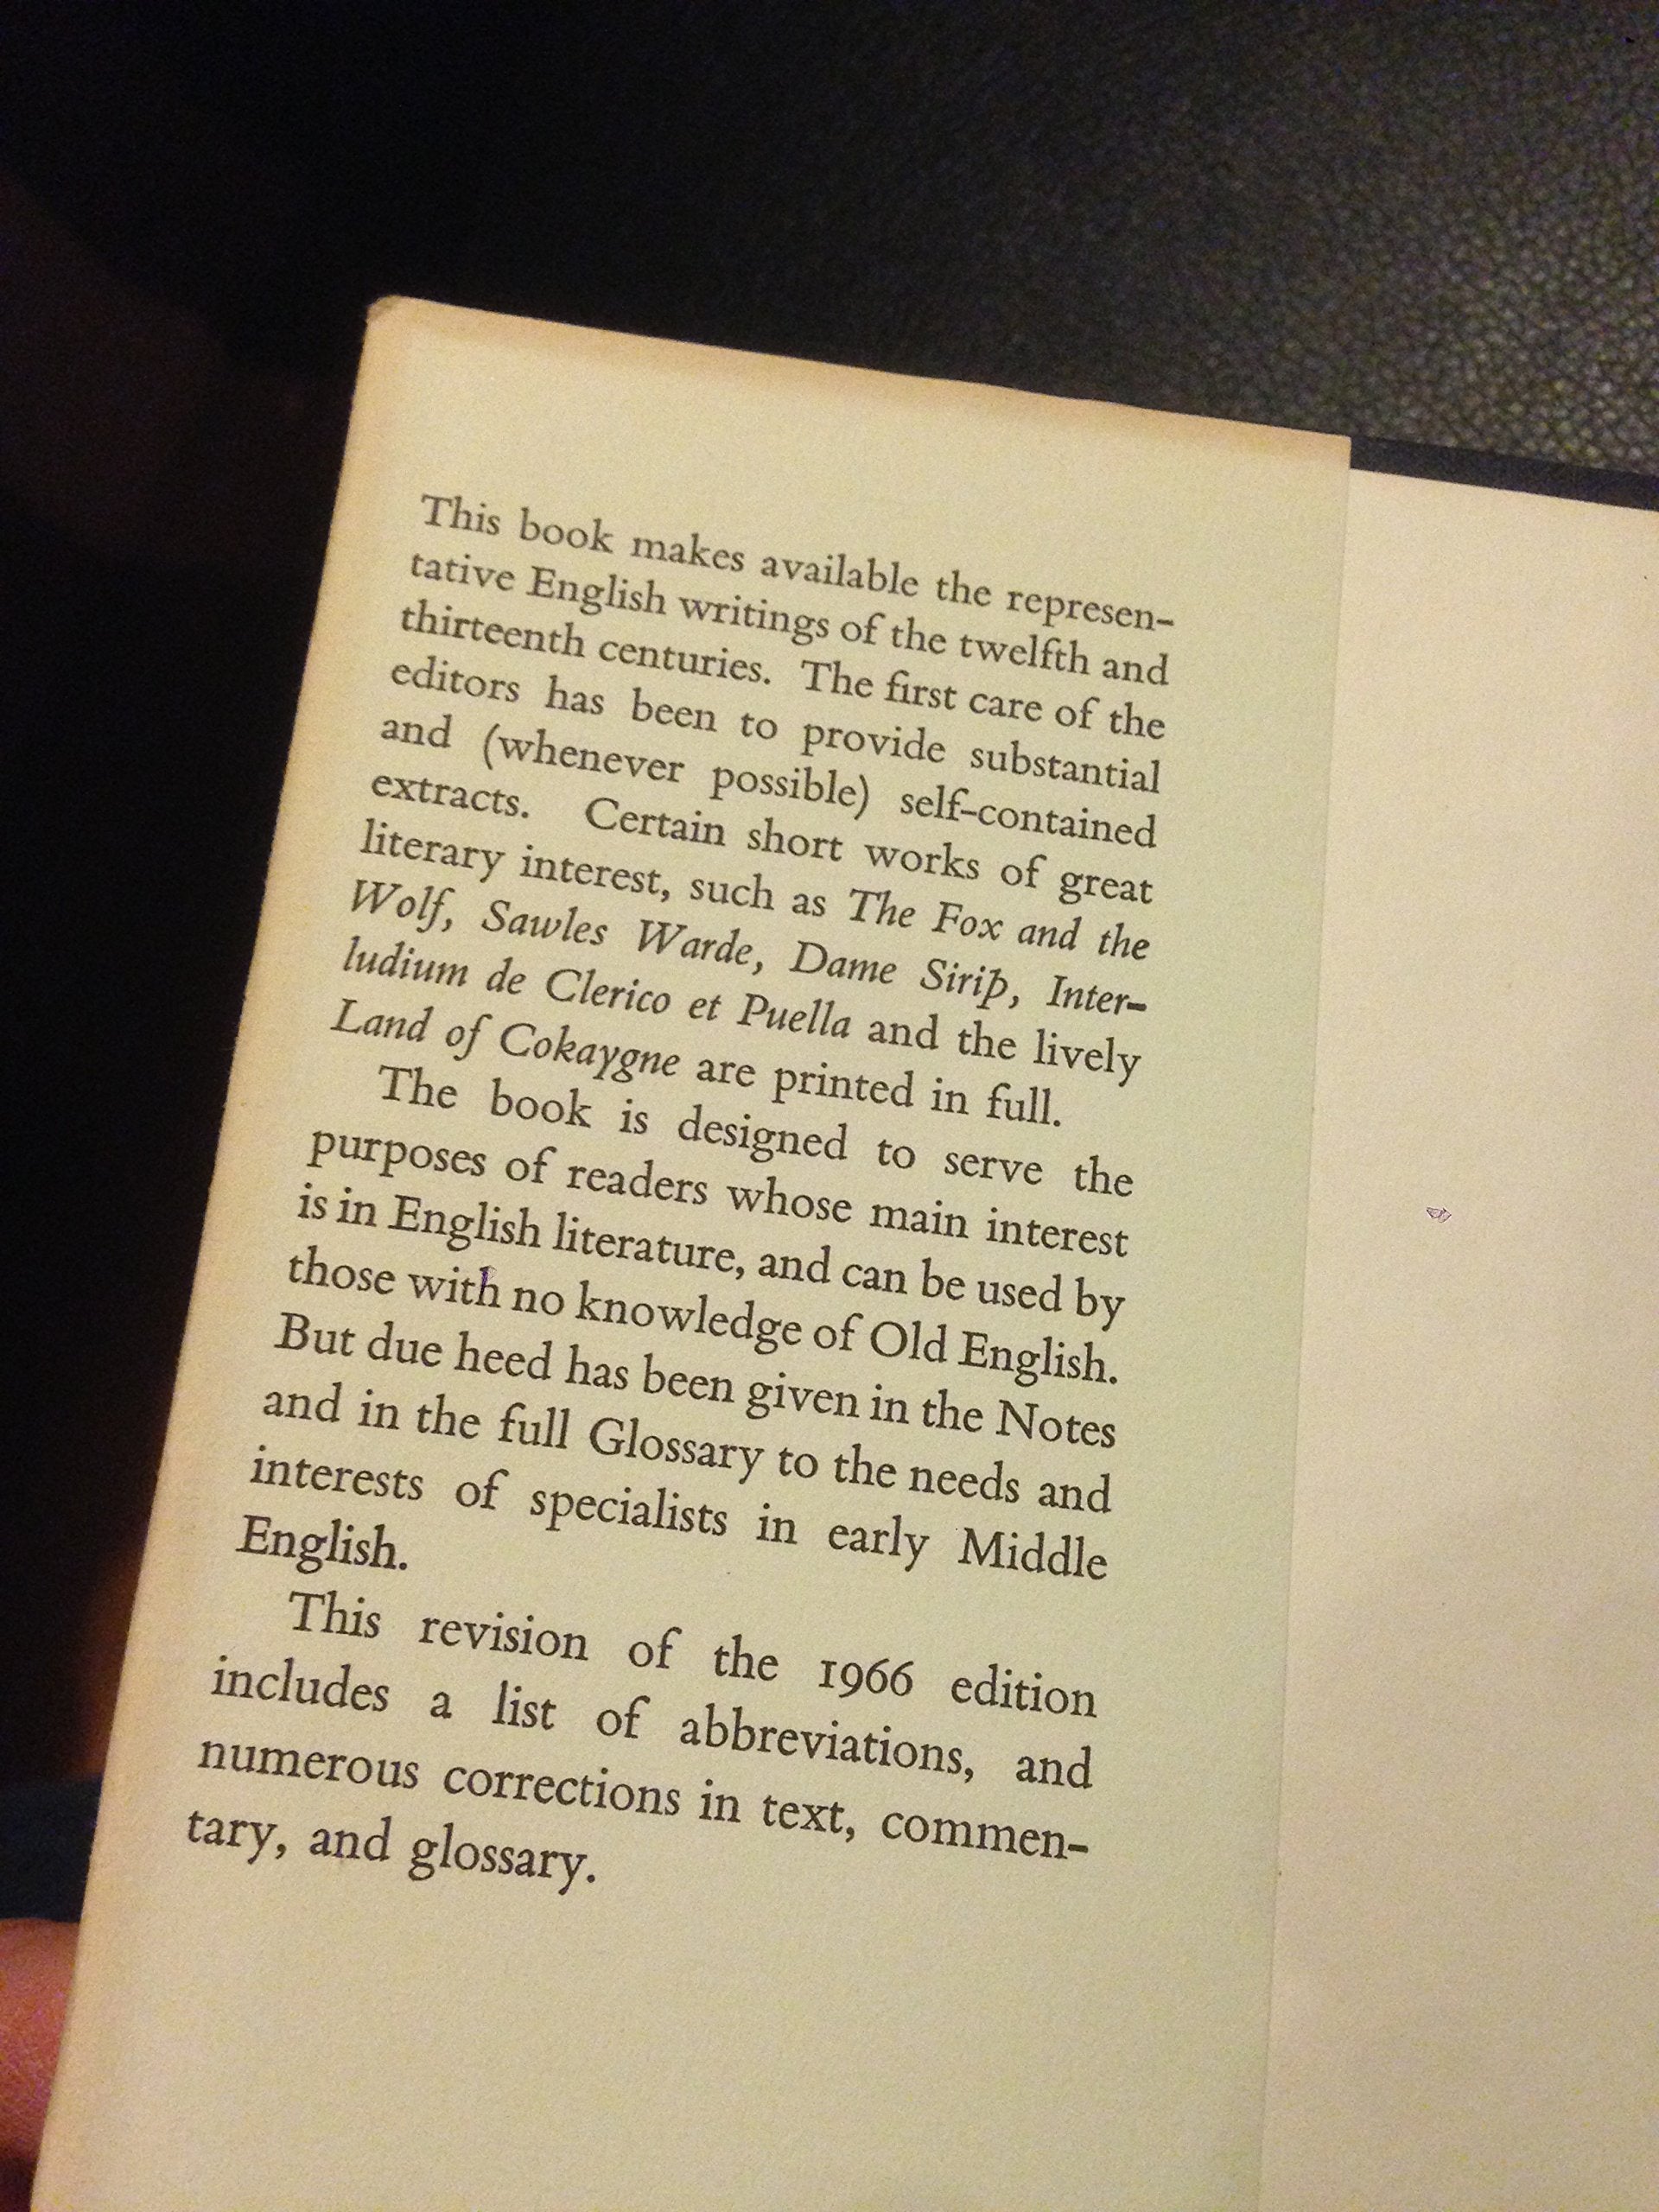 This book makes available the represen-
tative English writings of the twelfth and
thirteenth centuries. The first care of the
editors has been to provide substantial
and (whenever possible) self-contained
extracts. Certain short works of great
literary interest, such as The Fox and the
Wolf, Sawles Warde, Dame Siriþ, Inter-
ludium de Clerico et Puella and the lively
Land of Cokaygne are printed in full.
The book is designed to serve the
purposes of readers whose main interest
is in English literature, and can be used by
those with no knowledge of Old English.
But due heed has been given in the Notes
and in the full Glossary to the needs and
interests of specialists in early Middle
English.
This revision of the 1966 edition
includes a list of abbreviations, and
numerous corrections in text, commen-
tary, and glossary.